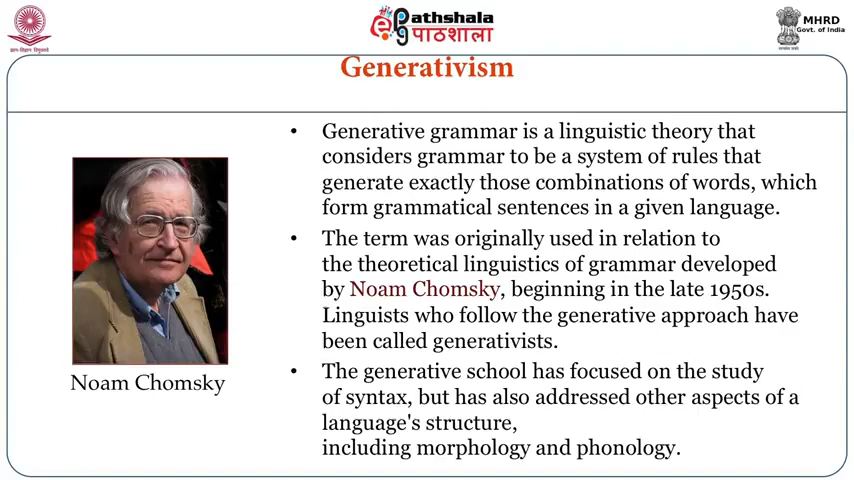 ePathshala
पाठशाला
MHRD
Govt. of India
Generativism
• Generative grammar is a linguistic theory that
considers grammar to be a system of rules that
generate exactly those combinations of words, which
form grammatical sentences in a given language.
• The term was originally used in relation to
the theoretical linguistics of grammar developed
by Noam Chomsky, beginning in the late 1950s.
Linguists who follow the generative approach have
been called generativists.
• The generative school has focused on the study
of syntax, but has also addressed other aspects of a
language's structure,
including morphology and phonology.
Noam Chomsky